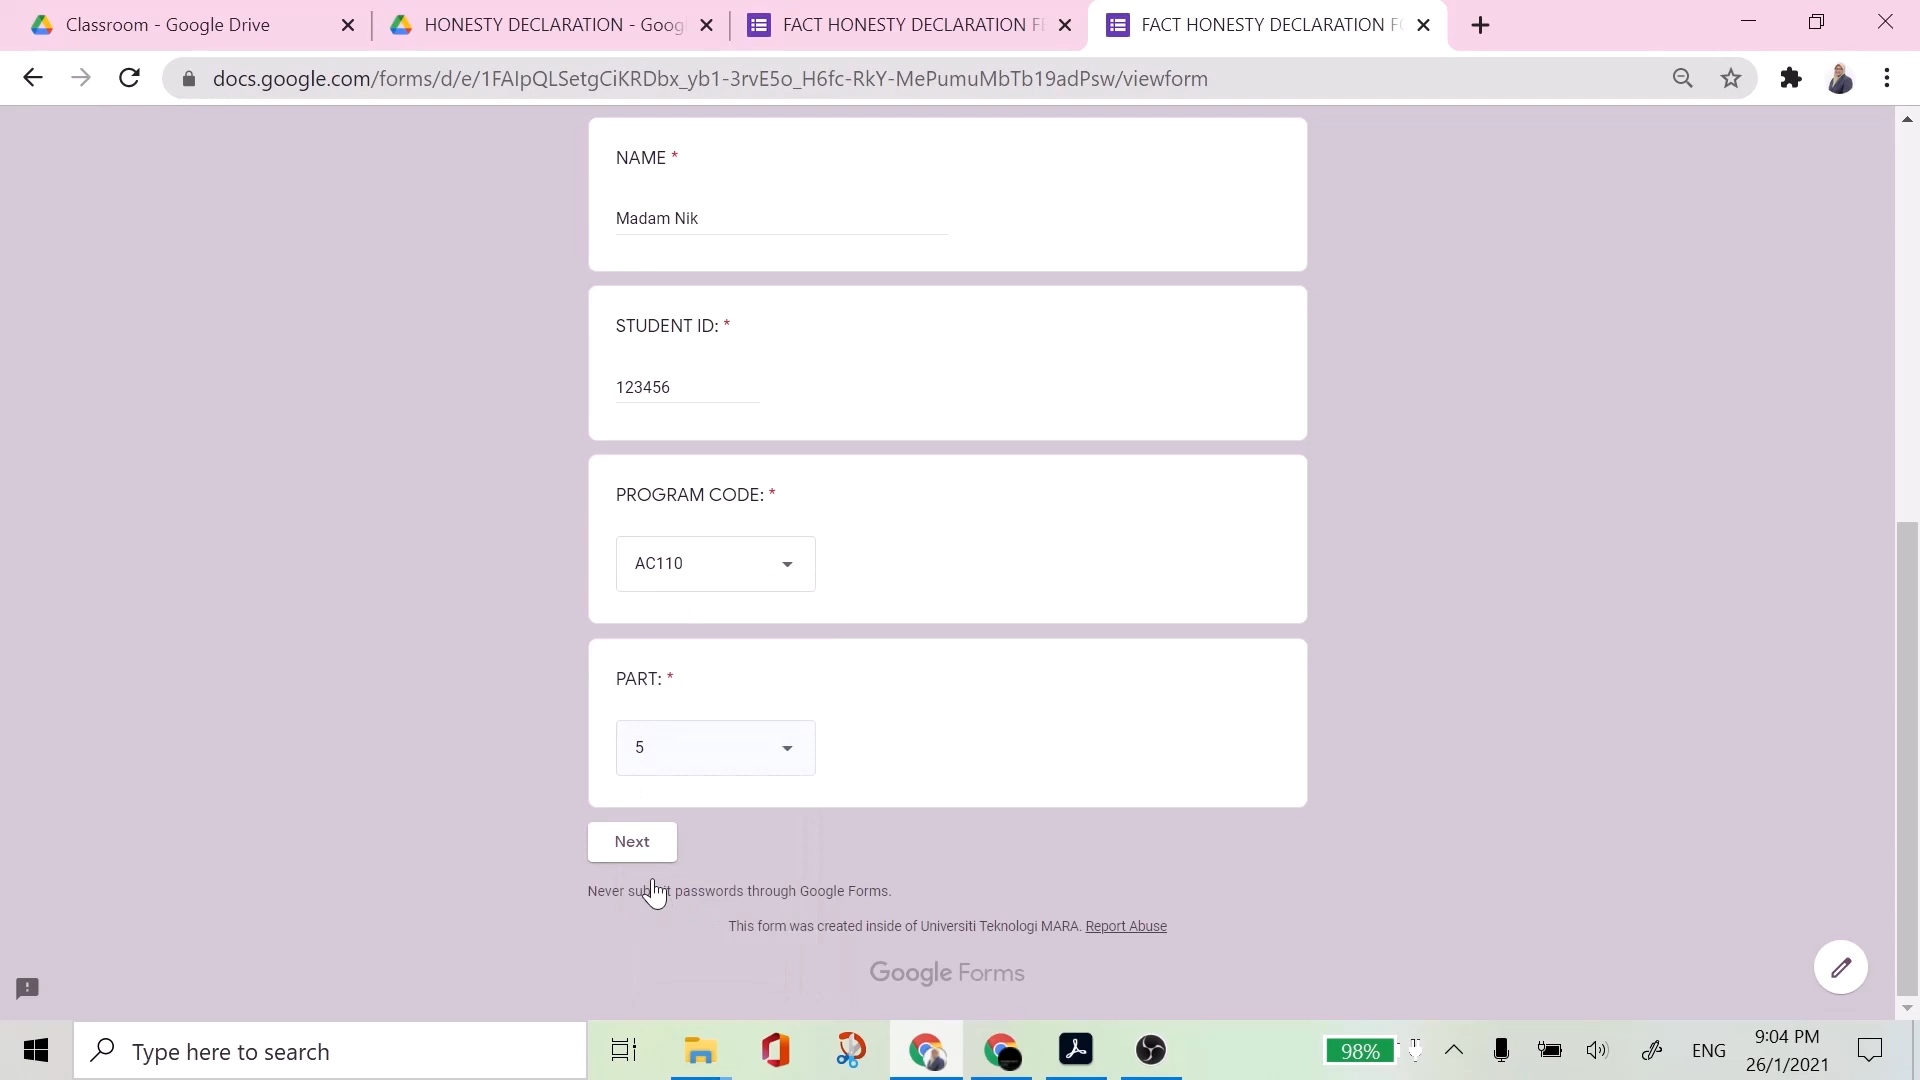 Classroom - Google Drive
HONESTY DECLARATION - Goog
FACT HONESTY DECLARATION F
FACT HONESTY DECLARATION F
docs.google.com/forms/d/e/1FAIpQLSetgCiKRDbx_yb1-3rvE5o_H6fc-RkY-MePumuMbTb19adPsw/viewform
NAME *
Madam Nik
STUDENT ID: *
123456
PROGRAM CODE: *
AC110
PART: *
5
Next
Never submit passwords through Google Forms.
This form was created inside of Universiti Teknologi MARA. Report Abuse
Google Forms
Type here to search
98%
ENG
9:04 PM
26/1/2021